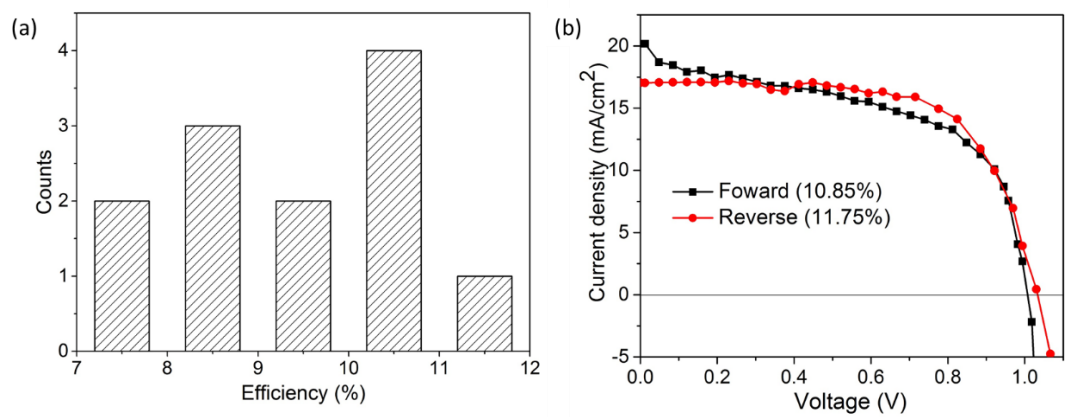 (a)
Counts
4
3
2
1
0
7 8 9 10 11 12
Efficiency (%)
(b)
Current density (mA/cm²)
20
15
10
5
0
-5
Foward (10.85%)
Reverse (11.75%)
0.0 0.2 0.4 0.6 0.8 1.0
Voltage (V)